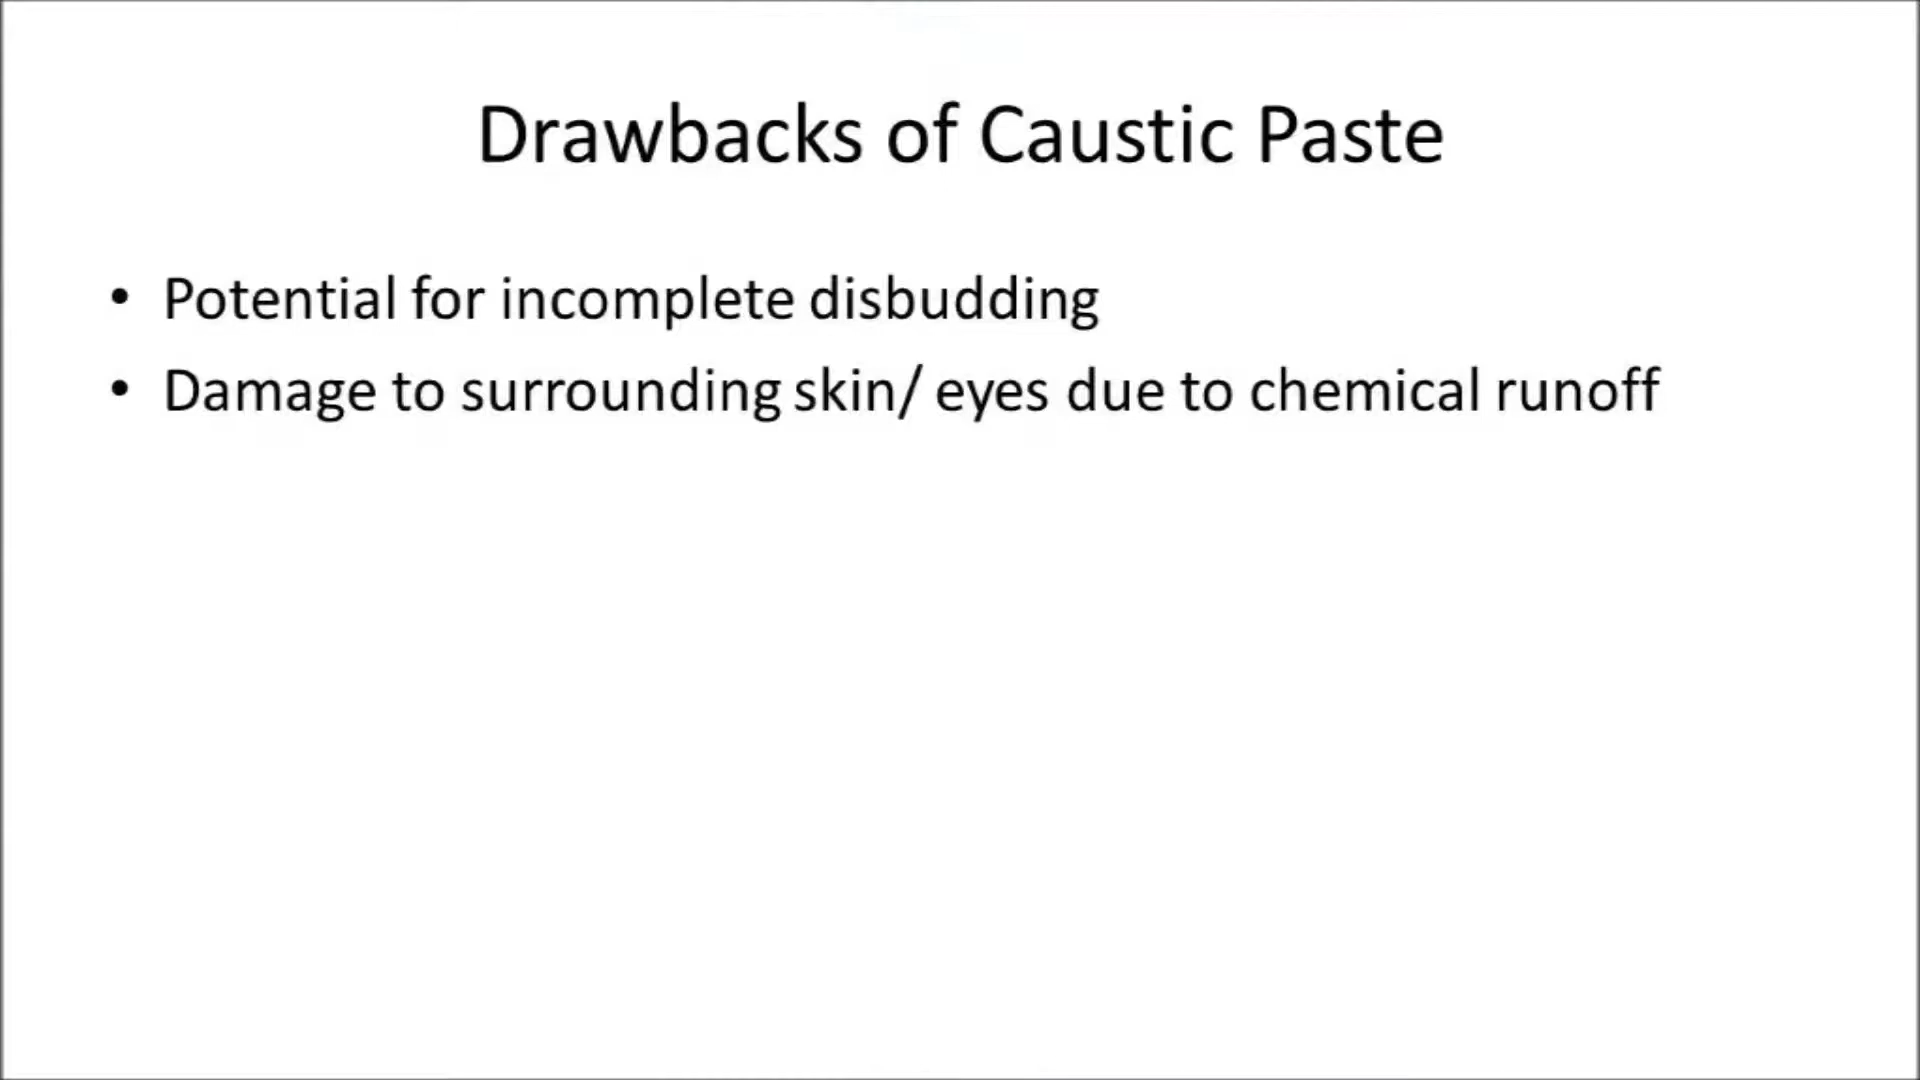 Drawbacks of Caustic Paste
• Potential for incomplete disbudding
• Damage to surrounding skin/ eyes due to chemical runoff